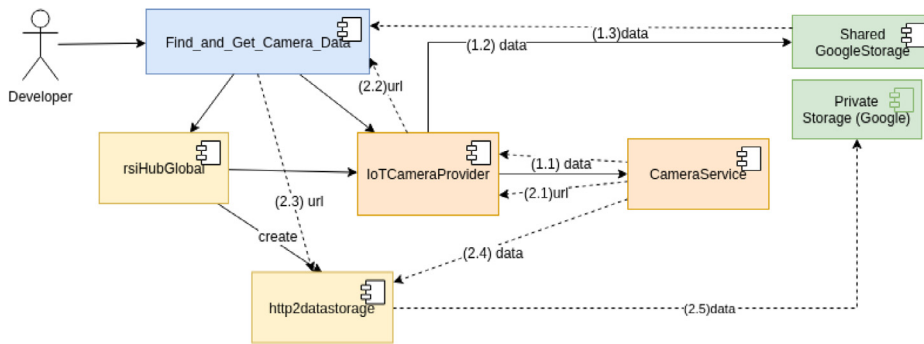 (1.3)data
Shared
GoogleStorage
Find_and_Get_Camera_Data
(1.2) data
Developer
(2.2)url
Private
Storage (Google)
rsiHubGlobal
IoTCameraProvider
(1.1) data
CameraService
(2.1)url
(2.3) url
create
(2.4) data
http2datastorage
(2.5)data